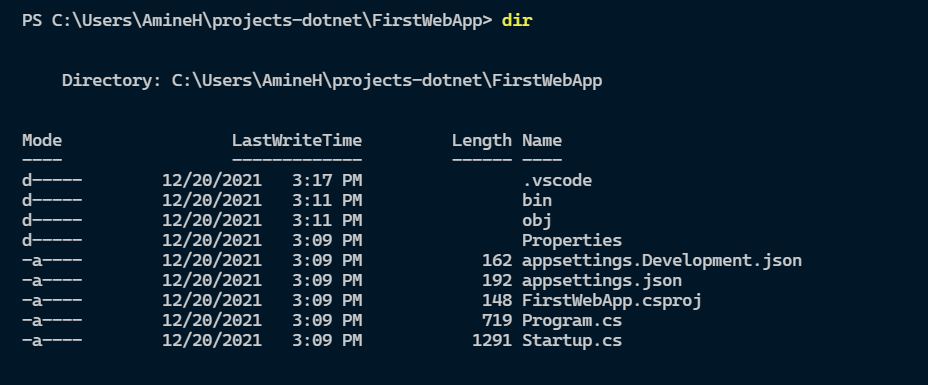 PS C:\Users\AmineH\projects-dotnet\FirstWebApp> dir
Directory: C:\Users\AmineH\projects-dotnet\FirstWebApp
Mode LastWriteTime Length Name
---- ------------- ------ ----
d----- 12/20/2021 3:17 PM .vscode
d----- 12/20/2021 3:11 PM bin
d----- 12/20/2021 3:11 PM obj
d----- 12/20/2021 3:09 PM Properties
-a---- 12/20/2021 3:09 PM 162 appsettings.Development.json
-a---- 12/20/2021 3:09 PM 192 appsettings.json
-a---- 12/20/2021 3:09 PM 148 FirstWebApp.csproj
-a---- 12/20/2021 3:09 PM 719 Program.cs
-a---- 12/20/2021 3:09 PM 1291 Startup.cs